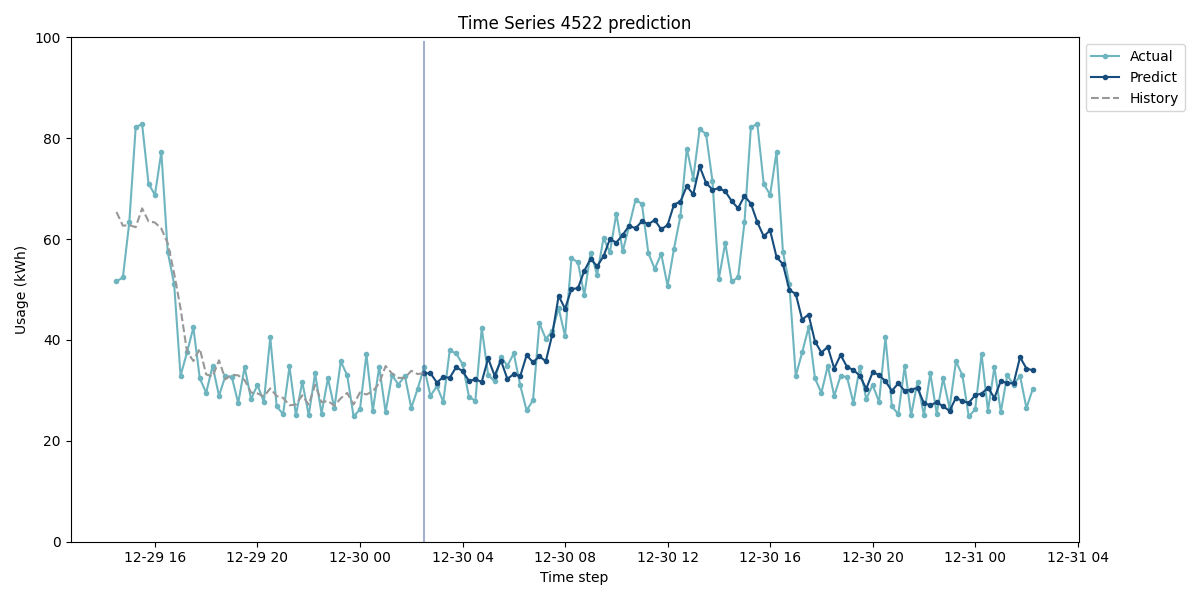 Time Series 4522 prediction
100
80
60
40
20
0
Usage (kWh)
12-29 16
12-29 20
12-30 00
12-30 04
12-30 08
12-30 12
12-30 16
12-30 20
12-31 00
12-31 04
Time step
Actual
Predict
History